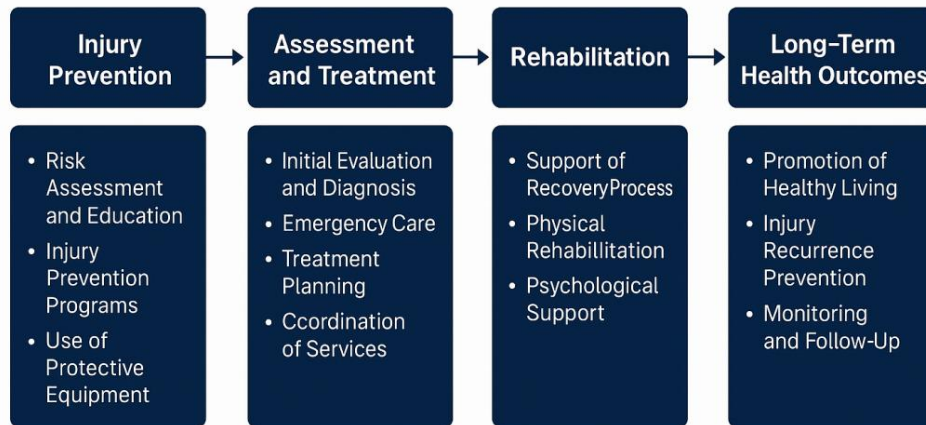 Injury
Prevention
Assessment
and Treatment
Rehabilitation
Long-Term
Health Outcomes
• Risk
Assessment
and Education
• Injury
Prevention
Programs
• Use of
Protective
Equipment
• Initial Evaluation
and Diagnosis
• Emergency Care
• Treatment
Planning
• Ccordination
of Services
• Support of
RecoveryProcess
• Physical
Rehabillitation
• Psychological
Support
• Promotion of
Healthy Living
• Injury
Recurrence
Prevention
• Monitoring
and Follow-Up